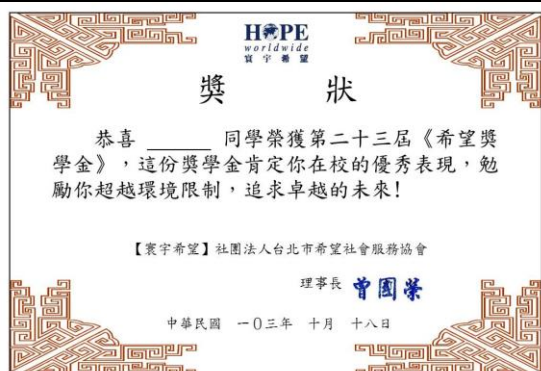 HOPE
worldwide
寰宇希望
獎 狀
恭喜 ______ 同學榮獲第二十三屆《希望獎
學金》，這份獎學金肯定你在校的優秀表現，勉
勵你超越環境限制，追求卓越的未來!
【寰宇希望】社團法人台北市希望社會服務協會
理事長 曾國榮
中華民國 一0三年 十月 十八日